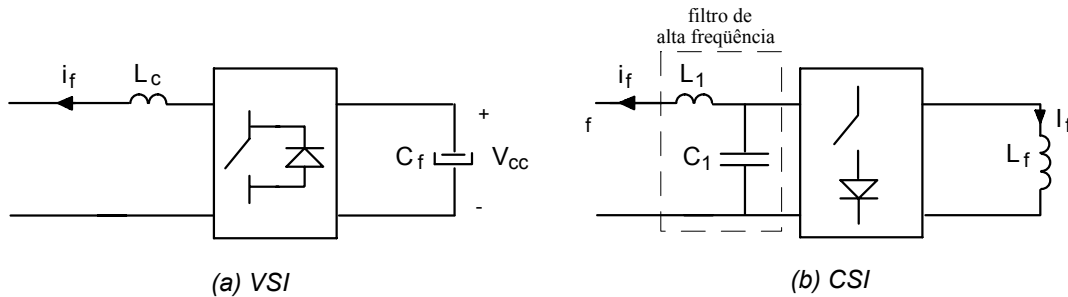 filtro de
alta freqüência
i_f
L_c
C_f
+
V_cc
-
(a) VSI
i_f
f
L_1
C_1
I_f
L_f
(b) CSI